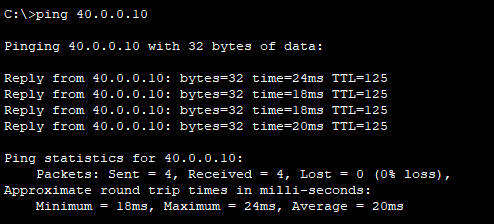 C:\>ping 40.0.0.10
Pinging 40.0.0.10 with 32 bytes of data:
Reply from 40.0.0.10: bytes=32 time=24ms TTL=125
Reply from 40.0.0.10: bytes=32 time=18ms TTL=125
Reply from 40.0.0.10: bytes=32 time=18ms TTL=125
Reply from 40.0.0.10: bytes=32 time=20ms TTL=125
Ping statistics for 40.0.0.10:
Packets: Sent = 4, Received = 4, Lost = 0 (0% loss),
Approximate round trip times in milli-seconds:
Minimum = 18ms, Maximum = 24ms, Average = 20ms